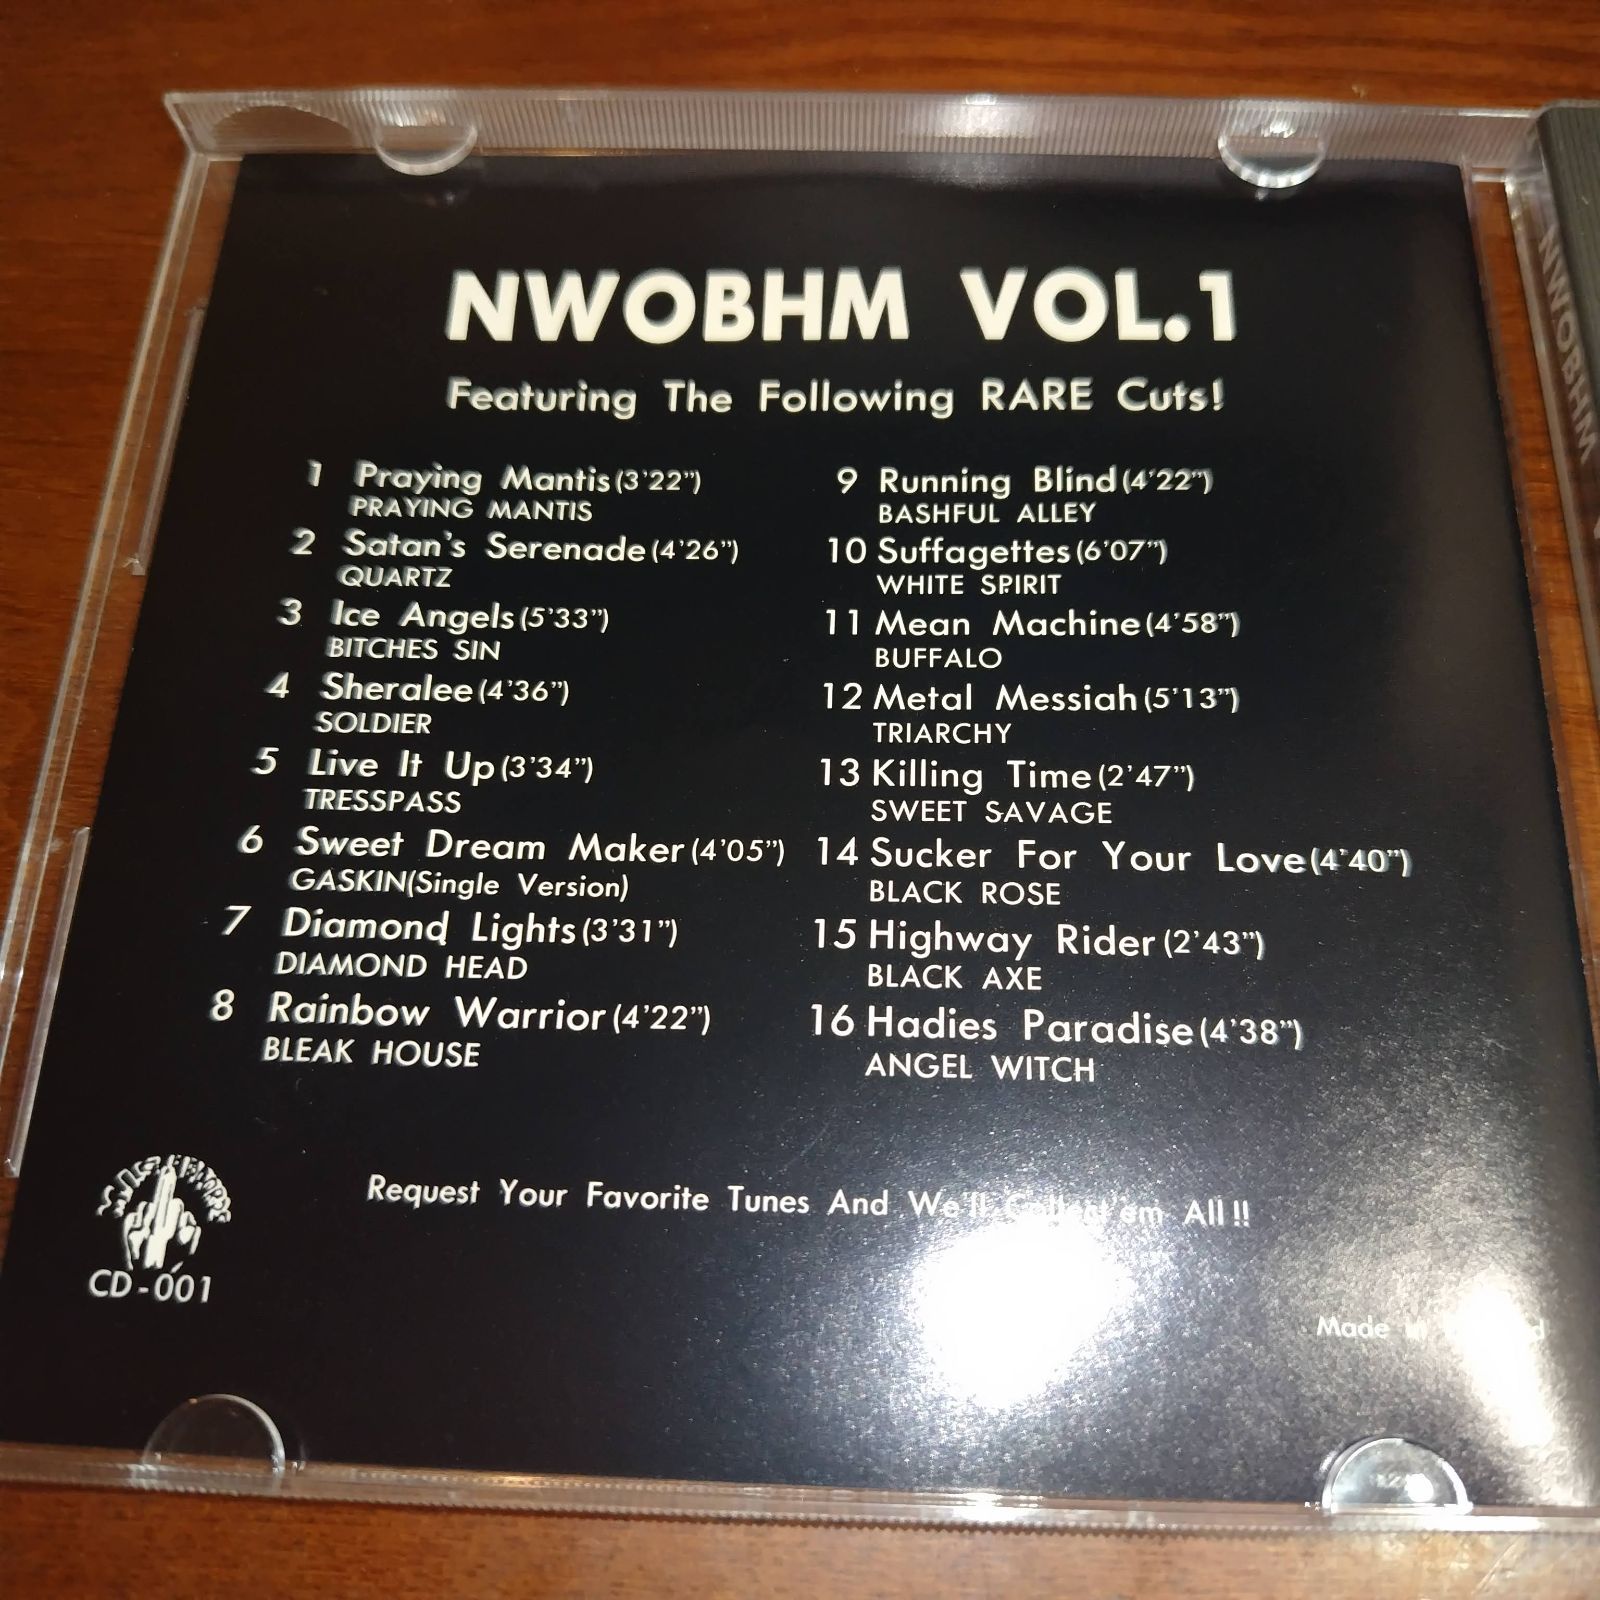 NWOBHM VOL.1
Featuring The Following RARE Cuts!
1 Praying Mantis (3'22")
PRAYING MANTIS
2 Satan's Serenade (4'26")
QUARTZ
3 Ice Angels (5'33")
BITCHES SIN
4 Sheralee (4'36")
SOLDIER
5 Live It Up (3'34")
TRESSPASS
6 Sweet Dream Maker (4'05")
GASKIN(Single Version)
7 Diamond Lights (3'31")
DIAMOND HEAD
8 Rainbow Warrior (4'22")
BLEAK HOUSE
9 Running Blind (4'22")
BASHFUL ALLEY
10 Suffagettes (6'07")
WHITE SPIRIT
11 Mean Machine (4'58")
BUFFALO
12 Metal Messiah (5'13")
TRIARCHY
13 Killing Time (2'47")
SWEET SAVAGE
14 Sucker For Your Love (4'40")
BLACK ROSE
15 Highway Rider (2'43")
BLACK AXE
16 Hadies Paradise (4'38")
ANGEL WITCH
Request Your Favorite Tunes And We'll Collect'em All!!
CD-001
Made
NWOBHM